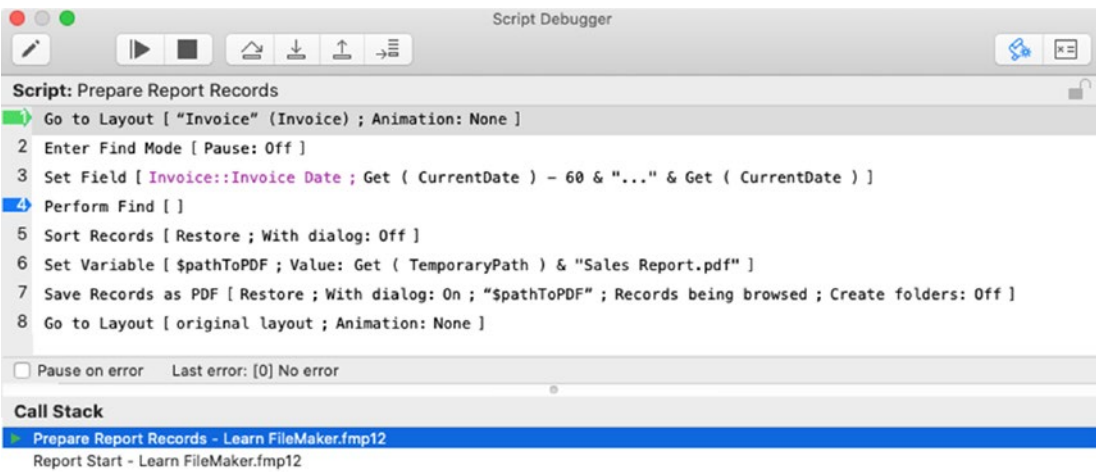 Script Debugger
Script: Prepare Report Records
1 Go to Layout [ “Invoice” (Invoice) ; Animation: None ]
2 Enter Find Mode [ Pause: Off ]
3 Set Field [ Invoice::Invoice Date ; Get ( CurrentDate ) – 60 & "..." & Get ( CurrentDate ) ]
4 Perform Find [ ]
5 Sort Records [ Restore ; With dialog: Off ]
6 Set Variable [ $pathToPDF ; Value: Get ( TemporaryPath ) & "Sales Report.pdf" ]
7 Save Records as PDF [ Restore ; With dialog: On ; “$pathToPDF” ; Records being browsed ; Create folders: Off ]
8 Go to Layout [ original layout ; Animation: None ]
Pause on error Last error: [0] No error
Call Stack
Prepare Report Records - Learn FileMaker.fmp12
Report Start - Learn FileMaker.fmp12